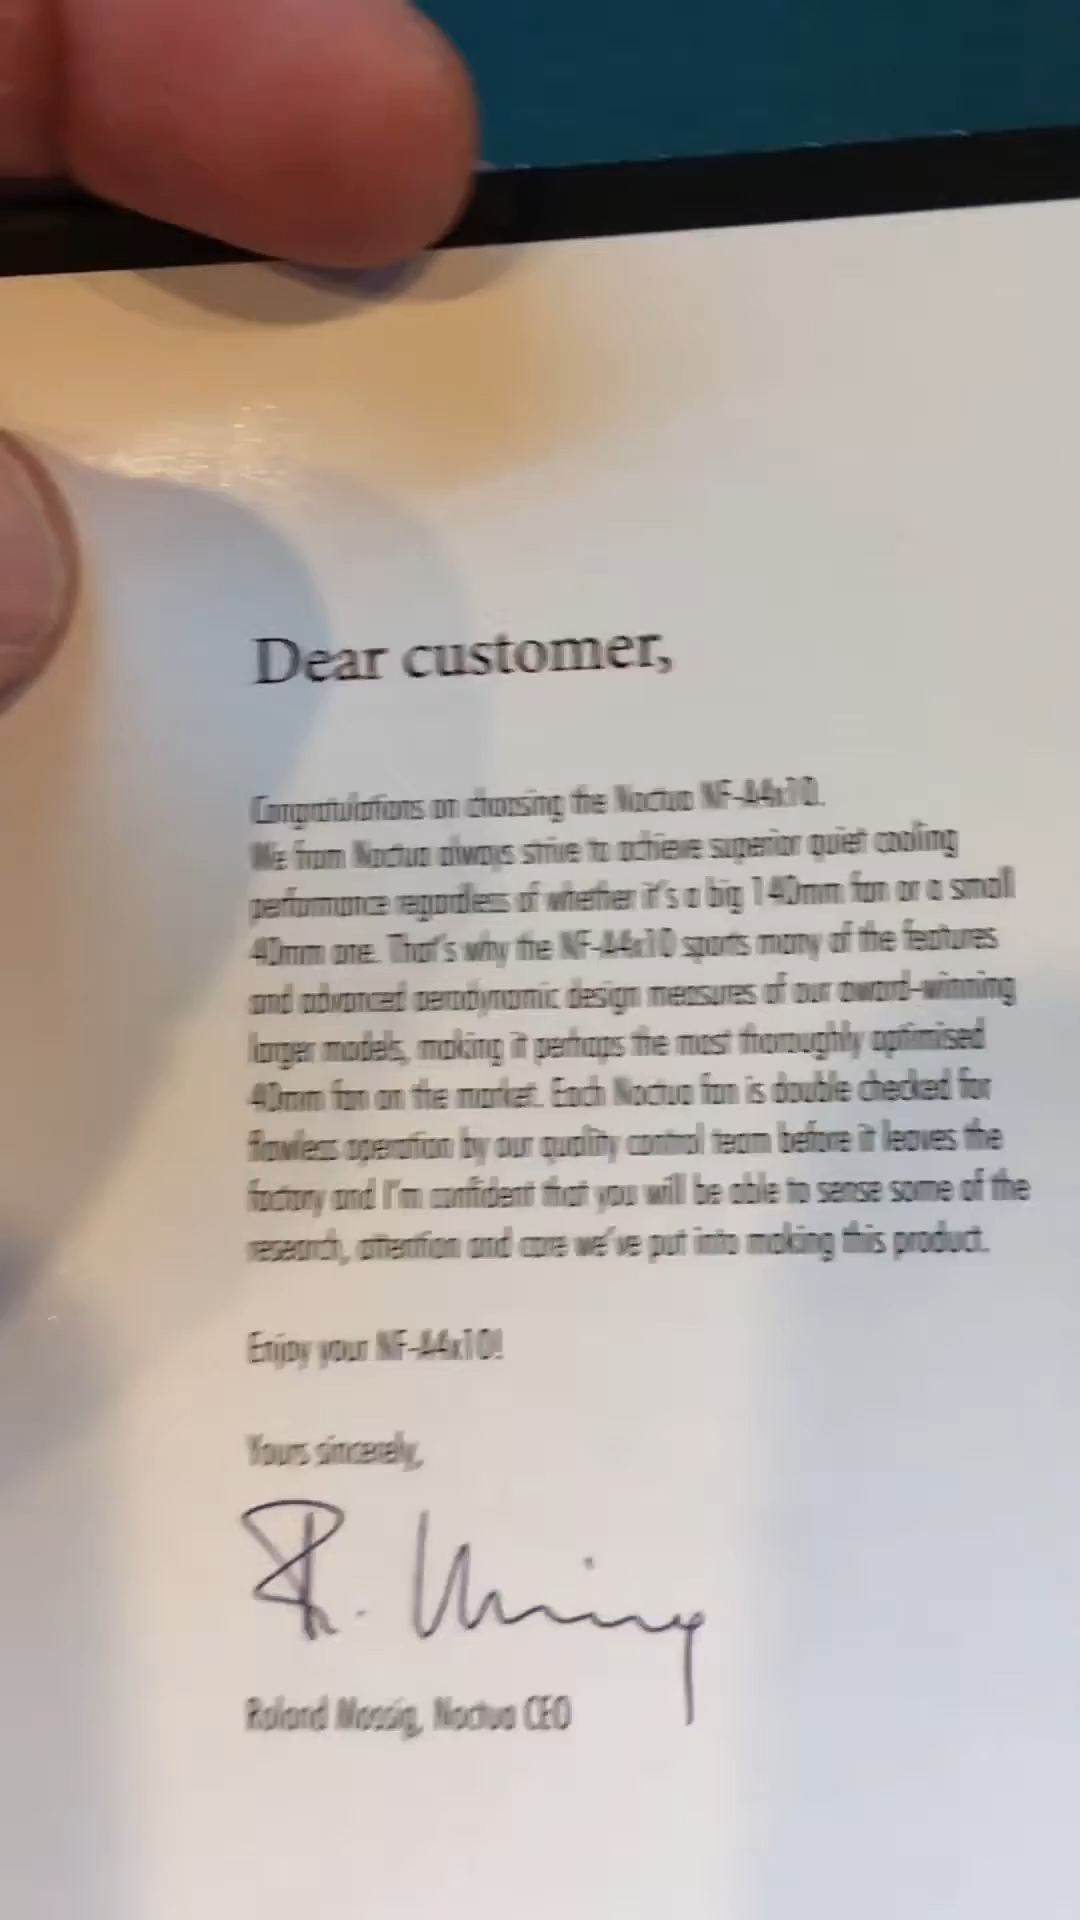 Dear customer,
Congratulations on choosing the Noctua NF-A4x10.
We from Noctua always strive to achieve superior quiet cooling
performance regardless of whether it's a big 140mm fan or a small
40mm one. That's why the NF-A4x10 sports many of the features
and advanced aerodynamic design measures of our award-winning
larger models, making it perhaps the most thoroughly optimised
40mm fan on the market. Each Noctua fan is double checked for
flawless operation by our quality control team before it leaves the
factory and I'm confident that you will be able to sense some of the
research, attention and care we've put into making this product.
Enjoy your NF-A4x10!
Yours sincerely,
R. Mossig
Roland Mossig, Noctua CEO